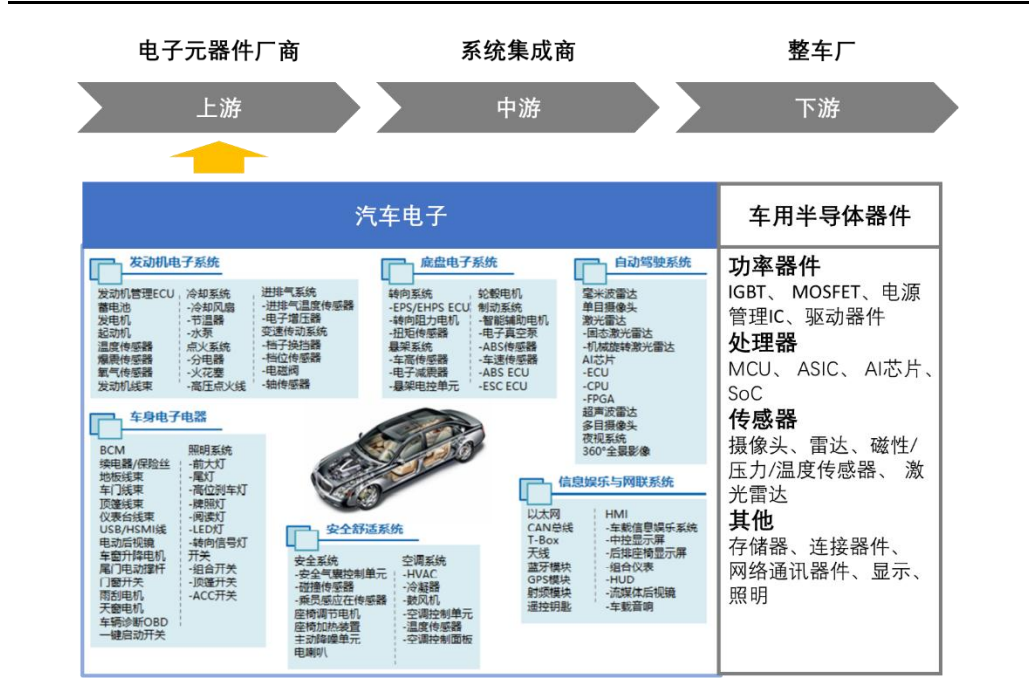 电子元器件厂商
系统集成商
整车厂
上游
中游
下游
汽车电子
车用半导体器件
发动机电子系统
发动机管理ECU
蓄电池
发电机
起动机
温度传感器
爆震传感器
氧气传感器
发动机线束
冷却系统
-冷却风扇
-节温器
-水泵
点火系统
-分电器
-火花塞
-高压点火线
进排气系统
-进排气温度传感器
-电子增压器
变速传动系统
-档子换挡器
-档位传感器
-电磁阀
-轴传感器
底盘电子系统
转向系统
-EPS/EHPS ECU
-转向阻力电机
-扭矩传感器
悬架系统
-车高传感器
-电子减震器
-悬架电控单元
轮毂电机
制动系统
-智能辅助电机
-电子真空泵
-ABS传感器
-车速传感器
-ABS ECU
-ESC ECU
自动驾驶系统
毫米波雷达
单目摄像头
激光雷达
-固态激光雷达
-机械旋转激光雷达
AI芯片
-ECU
-CPU
-FPGA
超声波雷达
多目摄像头
夜视系统
360°全景影像
车身电子电器
BCM
续电器/保险丝
地板线束
车门线束
顶篷线束
仪表台线束
USB/HSMI线
电动后视镜
车窗升降电机
尾门电动撑杆
门窗开关
雨刮电机
天窗电机
车辆诊断OBD
一键启动开关
照明系统
-前大灯
-尾灯
-高位刹车灯
-牌照灯
-阅读灯
-LED灯
-转向信号灯
开关
-组合开关
-顶篷开关
-ACC开关
安全舒适系统
安全系统
-安全气囊控制单元
-碰撞传感器
-乘员感应在传感器
座椅调节电机
座椅加热装置
主动降噪单元
电喇叭
空调系统
-HVAC
-冷凝器
-鼓风机
-空调控制单元
-温度传感器
-空调控制面板
信息娱乐与网联系统
以太网
CAN总线
T-Box
天线
蓝牙模块
GPS模块
射频模块
遥控钥匙
HMI
-车载信息娱乐系统
-中控显示屏
-后排座椅显示屏
-组合仪表
-HUD
-流媒体后视镜
-车载音响
功率器件
IGBT、 MOSFET、电源
管理IC、驱动器件
处理器
MCU、 ASIC、 AI芯片、
SoC
传感器
摄像头、雷达、磁性/
压力/温度传感器、 激
光雷达
其他
存储器、连接器件、
网络通讯器件、显示、
照明